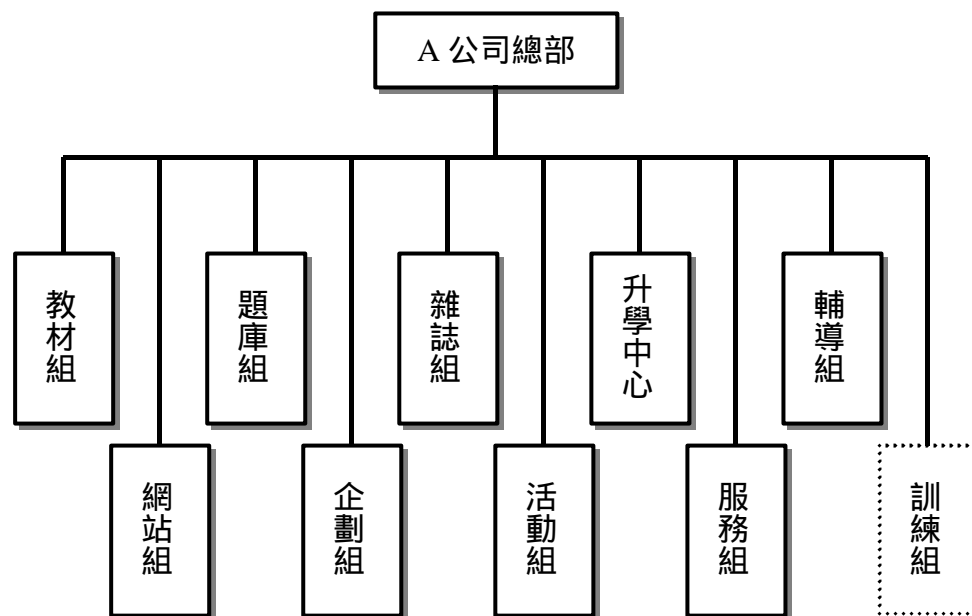 A 公司總部
教材組
題庫組
雜誌組
升學中心
輔導組
網站組
企劃組
活動組
服務組
訓練組